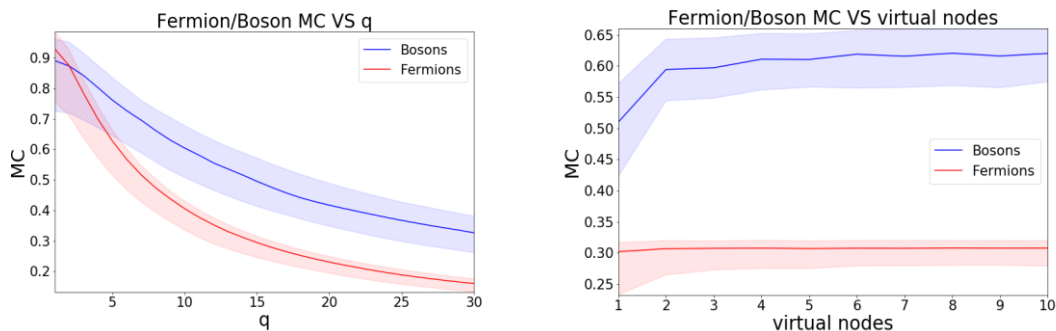 Fermion/Boson MC VS q
0.9
0.8
0.7
0.6
0.5
0.4
0.3
0.2
MC
Bosons
Fermions
5 10 15 20 25 30
q
Fermion/Boson MC VS virtual nodes
0.65
0.60
0.55
0.50
0.45
0.40
0.35
0.30
0.25
MC
Bosons
Fermions
1 2 3 4 5 6 7 8 9 10
virtual nodes